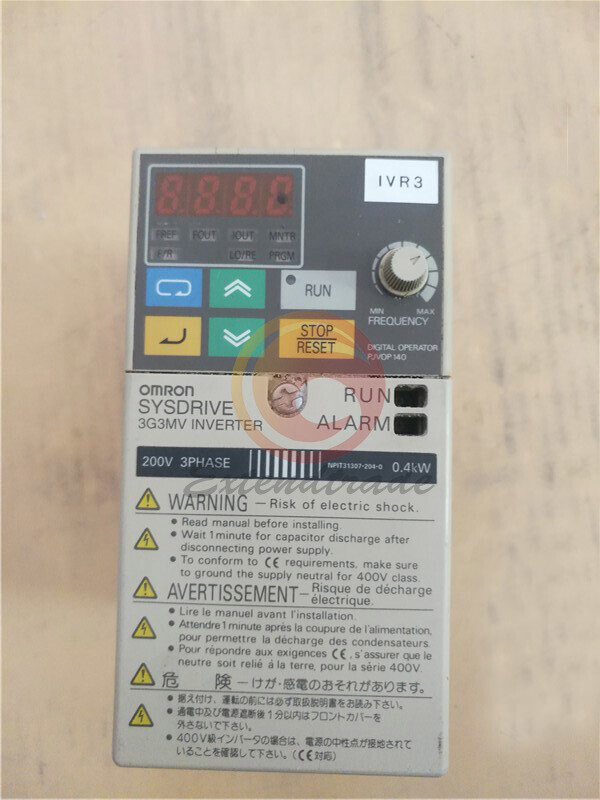 8.8.8.0.
IVR3
FREF FOUT IOUT MNTR
F/R LO/RE PRGM
RUN
STOP
RESET
MIN MAX
FREQUENCY
DIGITAL OPERATOR
PJVOP140
OMRON
SYSDRIVE
3G3MV INVERTER
RUN
ALARM
200V 3PHASE NPIT31307-204-0 0.4kW
Extendtrade
WARNING – Risk of electric shock.
● Read manual before installing.
● Wait 1 minute for capacitor discharge after
disconnecting power supply.
● To conform to CE requirements, make sure
to ground the supply neutral for 400V class.
AVERTISSEMENT – Risque de décharge
électrique.
● Lire le manuel avant l'installation.
● Attendre 1 minute après la coupure de l'alimentation,
pour permettre la décharge des condensateurs.
● Pour répondre aux exigences CE, s'assurer que le
neutre soit relié à la terre, pour la série 400V.
危 険 – けが・感電のおそれがあります。
● 据え付け、運転の前には必ず取扱説明書をお読み下さい。
● 通電中及び電源遮断後1分以内はフロントカバーを
外さないで下さい。
● 400V級インバータの場合は、電源の中性点が接地されて
いることを確認して下さい。(CE対応)